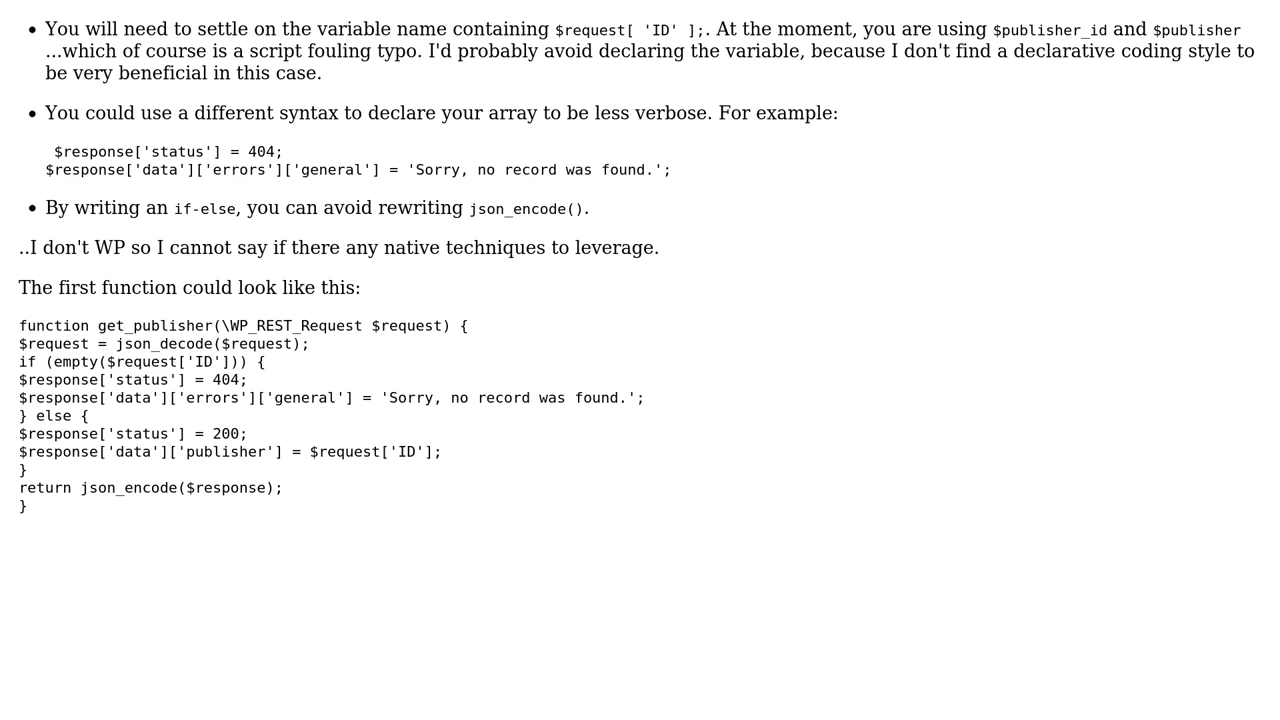 • You will need to settle on the variable name containing $request[ 'ID' ];. At the moment, you are using $publisher_id and $publisher
...which of course is a script fouling typo. I'd probably avoid declaring the variable, because I don't find a declarative coding style to
be very beneficial in this case.
• You could use a different syntax to declare your array to be less verbose. For example:
$response['status'] = 404;
$response['data']['errors']['general'] = 'Sorry, no record was found.';
• By writing an if-else, you can avoid rewriting json_encode().
..I don't WP so I cannot say if there any native techniques to leverage.
The first function could look like this:
function get_publisher(\WP_REST_Request $request) {
$request = json_decode($request);
if (empty($request['ID'])) {
$response['status'] = 404;
$response['data']['errors']['general'] = 'Sorry, no record was found.';
} else {
$response['status'] = 200;
$response['data']['publisher'] = $request['ID'];
}
return json_encode($response);
}